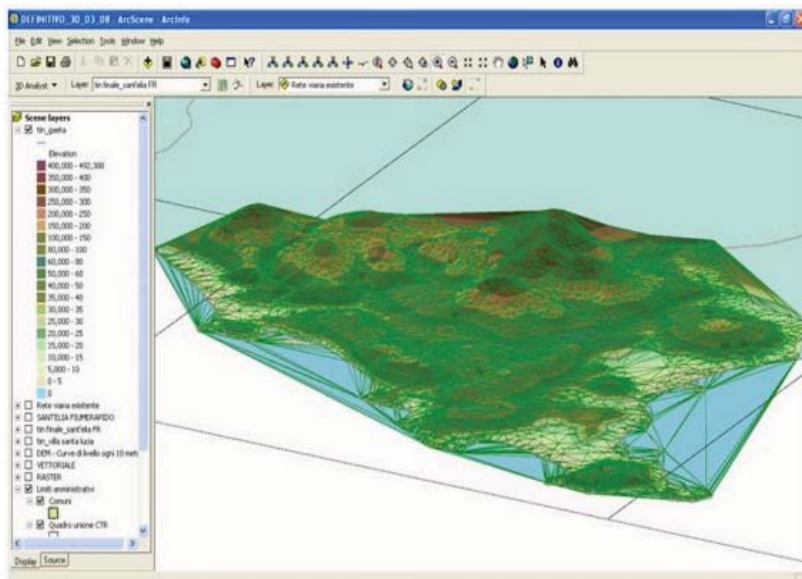 DEFINITIVO_30_03_08 - ArcScene - ArcInfo
File Edit View Selection Tools Window Help
3D Analyst Layer: tin finale_sant'elia FR Layer: Rete viaria esistente
Scene layers
tin_gaeta
Elevation
400,000 - 492,300
350,000 - 400
300,000 - 350
250,000 - 300
200,000 - 250
150,000 - 200
100,000 - 150
80,000 - 100
60,000 - 80
50,000 - 60
40,000 - 50
35,000 - 40
30,000 - 35
25,000 - 30
20,000 - 25
15,000 - 20
10,000 - 15
5,000 - 10
0 - 5
0
Rete viaria esistente
SANTELIA FIUMERAPIDO
tin finale_sant'elia FR
tin_villa santa lucia
DEM - Curve di livello ogni 10 metri
VETTORIALE
RASTER
Limiti amministrativi
Comuni
Quadro unione CTR
Display Source